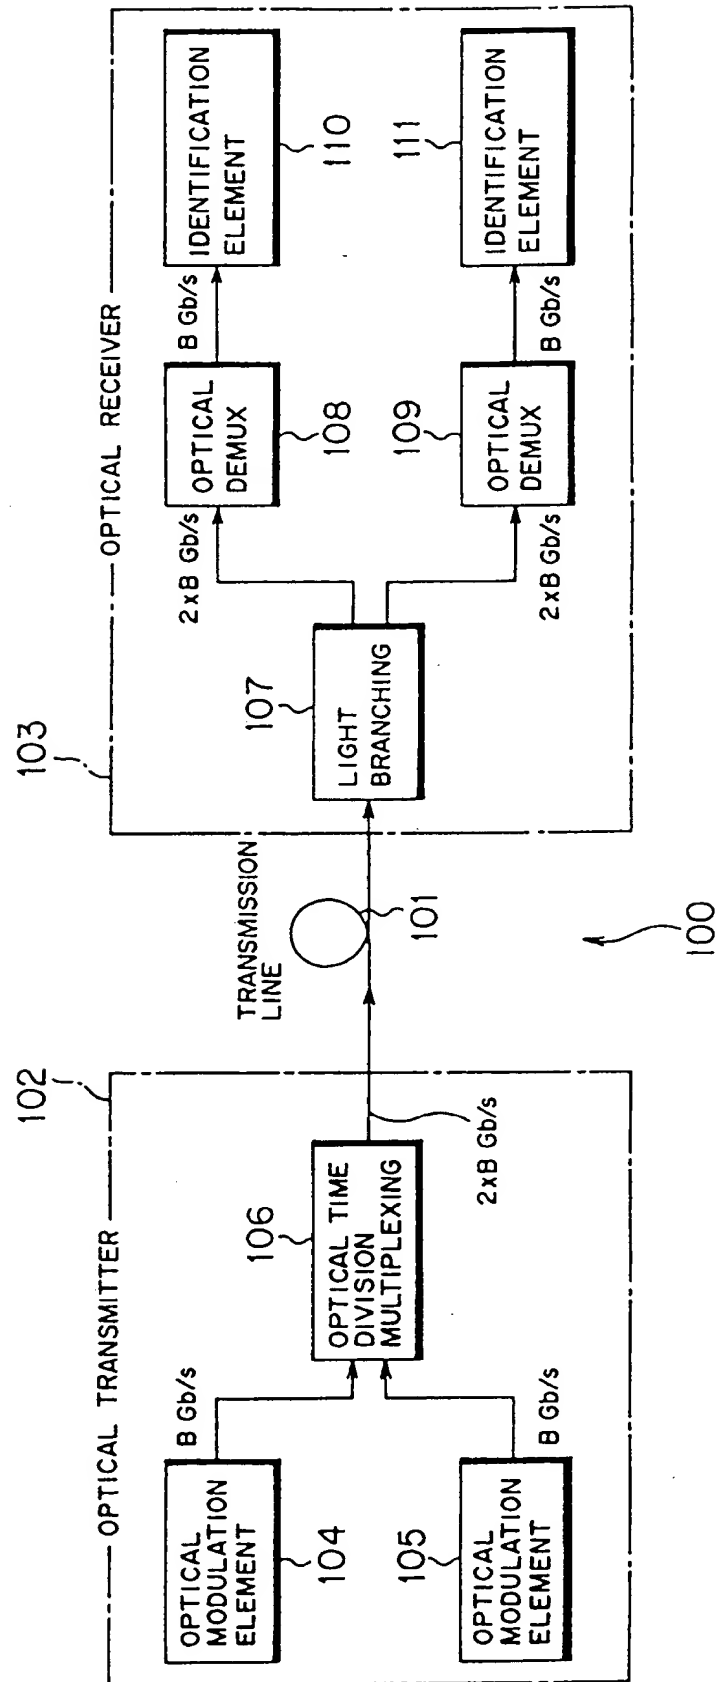 OPTICAL TRANSMITTER
102
OPTICAL
MODULATION
ELEMENT
104
B Gb/s
OPTICAL
MODULATION
ELEMENT
105
B Gb/s
OPTICAL TIME
DIVISION
MULTIPLEXING
106
2xB Gb/s
TRANSMISSION
LINE
101
100
OPTICAL RECEIVER
103
LIGHT
BRANCHING
107
2xB Gb/s
OPTICAL
DEMUX
108
B Gb/s
IDENTIFICATION
ELEMENT
110
2xB Gb/s
OPTICAL
DEMUX
109
B Gb/s
IDENTIFICATION
ELEMENT
111